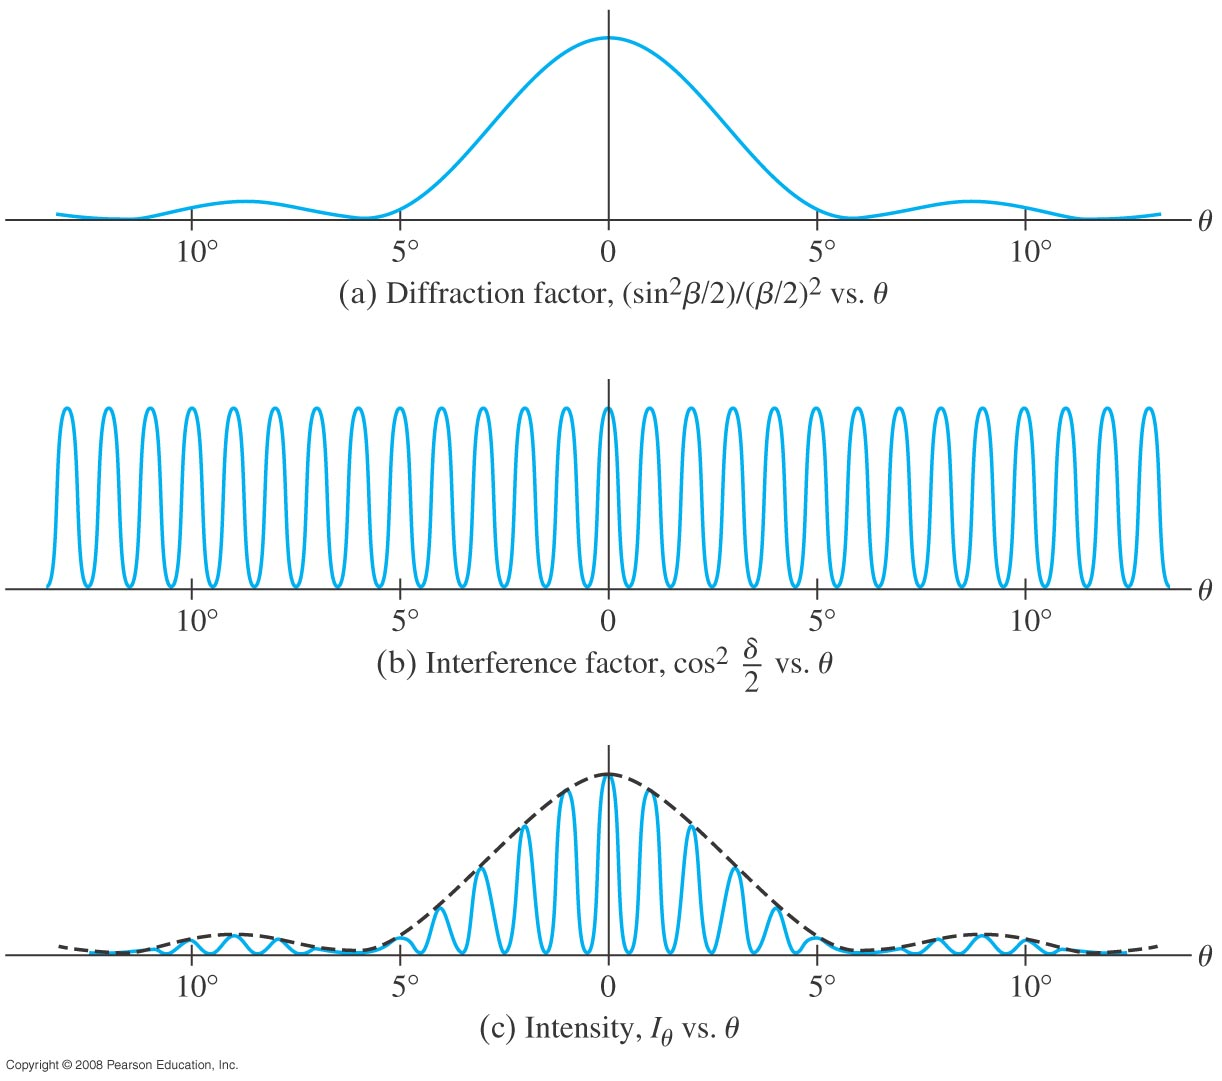 θ
10° 5° 0 5° 10°
(a) Diffraction factor, (sin²β/2)/(β/2)² vs. θ
θ
10° 5° 0 5° 10°
(b) Interference factor, cos² δ/2 vs. θ
θ
10° 5° 0 5° 10°
(c) Intensity, I_θ vs. θ
Copyright © 2008 Pearson Education, Inc.